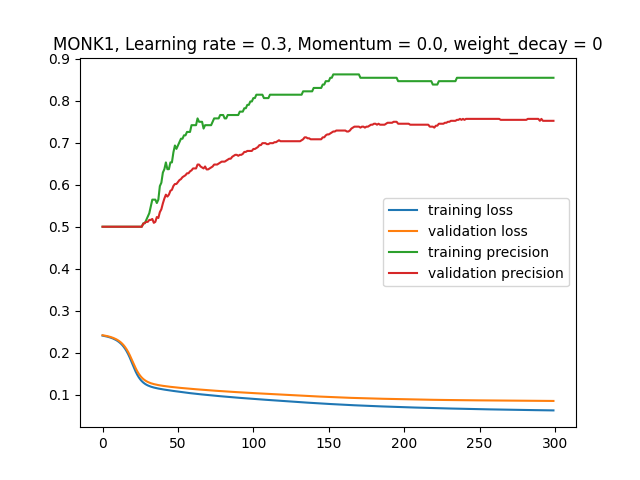 MONK1, Learning rate = 0.3, Momentum = 0.0, weight_decay = 0
0.9
0.8
0.7
0.6
0.5
0.4
0.3
0.2
0.1
training loss
validation loss
training precision
validation precision
0 50 100 150 200 250 300